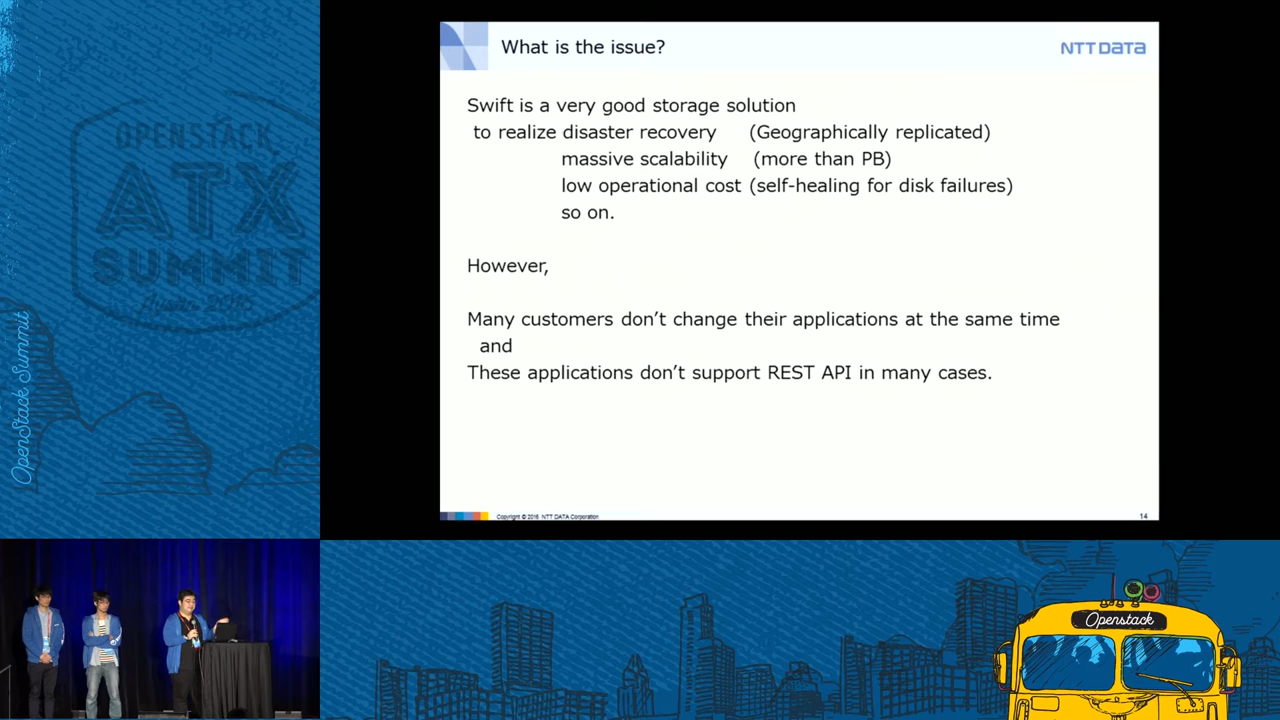 What is the issue?
NTT DATA
Swift is a very good storage solution
to realize disaster recovery (Geographically replicated)
massive scalability (more than PB)
low operational cost (self-healing for disk failures)
so on.
However,
Many customers don't change their applications at the same time
and
These applications don't support REST API in many cases.
Copyright © 2016 NTT DATA Corporation
14
OPENSTACK
ATX
SUMMIT
Austin 2016
OpenStack Summit
Openstack